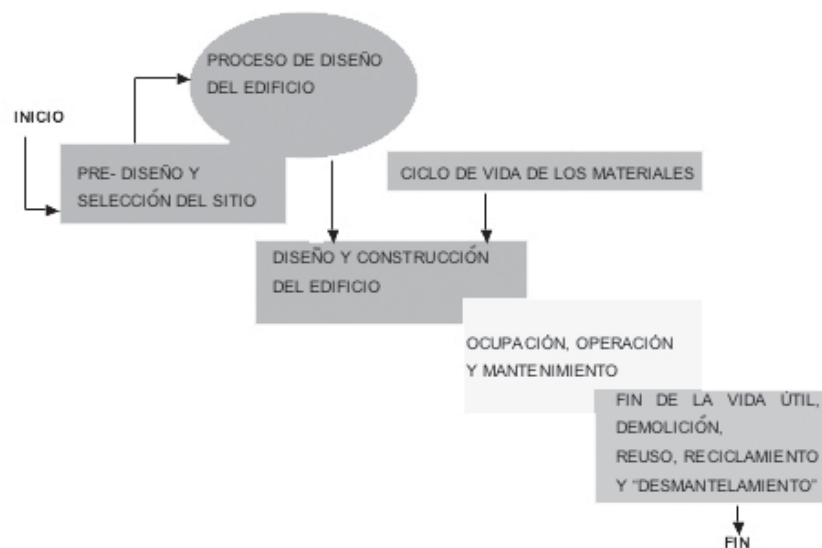 PROCESO DE DISEÑO
DEL EDIFICIO
INICIO
PRE- DISEÑO Y
SELECCIÓN DEL SITIO
CICLO DE VIDA DE LOS MATERIALES
DISEÑO Y CONSTRUCCIÓN
DEL EDIFICIO
OCUPACIÓN, OPERACIÓN
Y MANTENIMIENTO
FIN DE LA VIDA ÚTIL,
DEMOLICIÓN,
REUSO, RECICLAMIENTO
Y “DESMANTELAMIENTO”
FIN